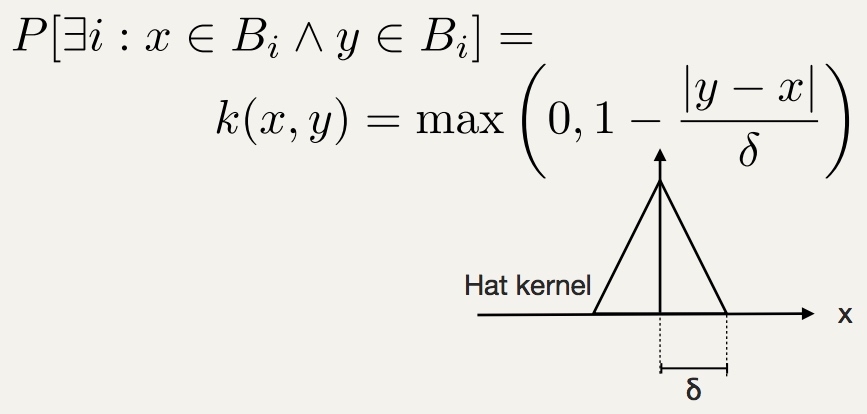 P[∃i : x ∈ B_i ∧ y ∈ B_i] =
k(x, y) = max(0, 1 − |y − x| / δ)
Hat kernel
x
δ